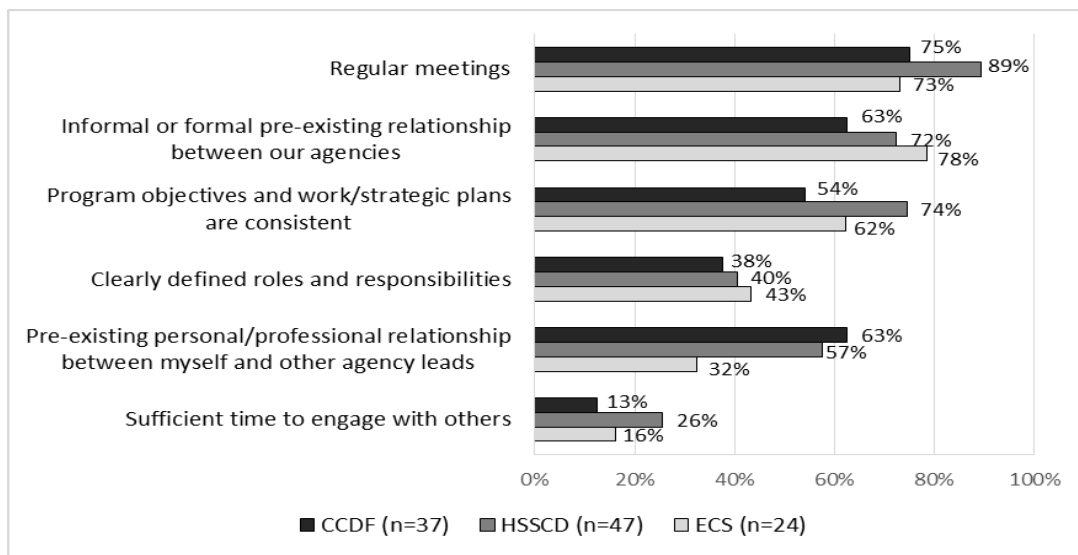 75%
Regular meetings
89%
73%
63%
Informal or formal pre-existing relationship
between our agencies
72%
78%
54%
Program objectives and work/strategic plans
are consistent
74%
62%
38%
Clearly defined roles and responsibilities
40%
43%
Pre-existing personal/professional relationship
between myself and other agency leads
63%
57%
32%
13%
Sufficient time to engage with others
26%
16%
0% 20% 40% 60% 80% 100%
CCDF (n=37) HSSCD (n=47) ECS (n=24)